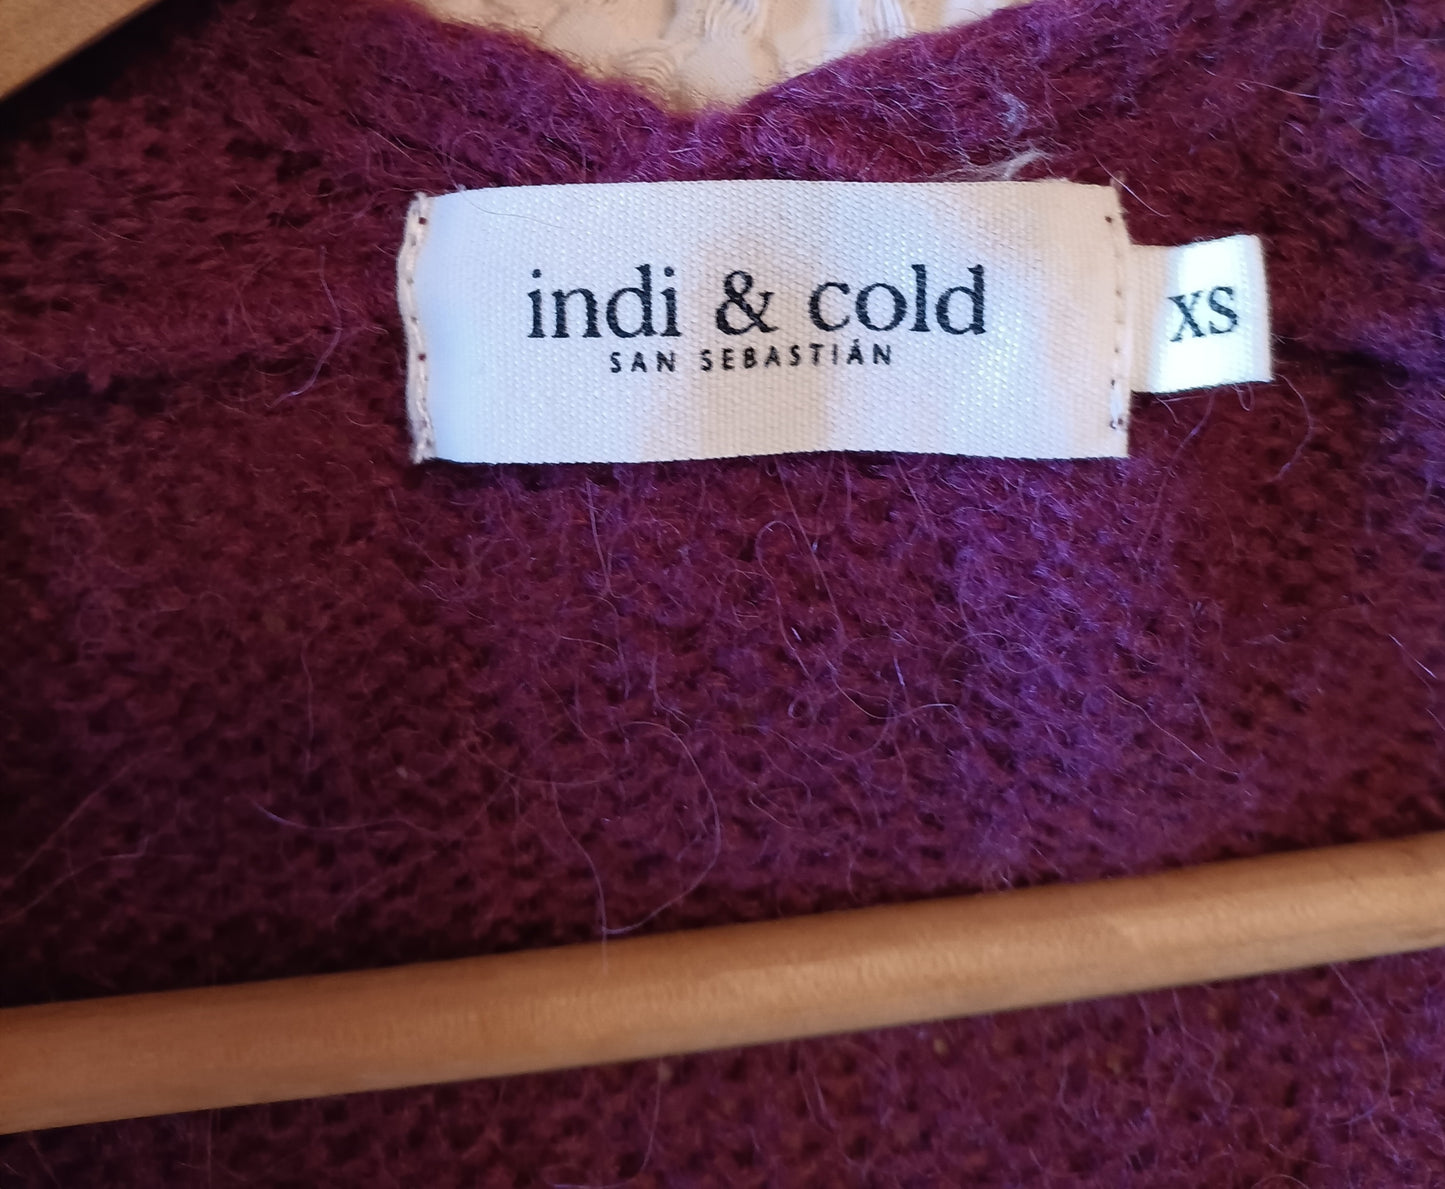 indi & cold
SAN SEBASTIÁN
XS